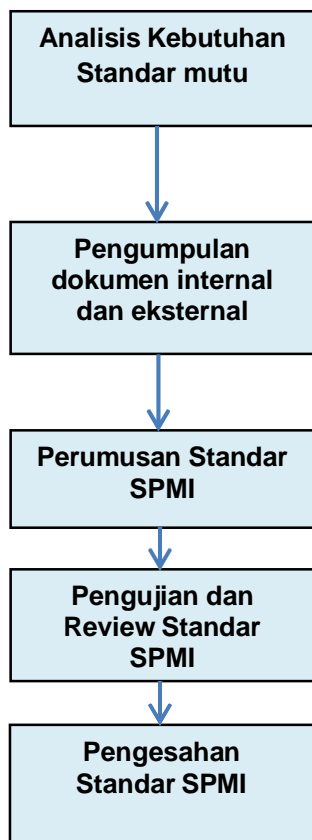 Analisis Kebutuhan
Standar mutu
Pengumpulan
dokumen internal
dan eksternal
Perumusan Standar
SPMI
Pengujian dan
Review Standar
SPMI
Pengesahan
Standar SPMI